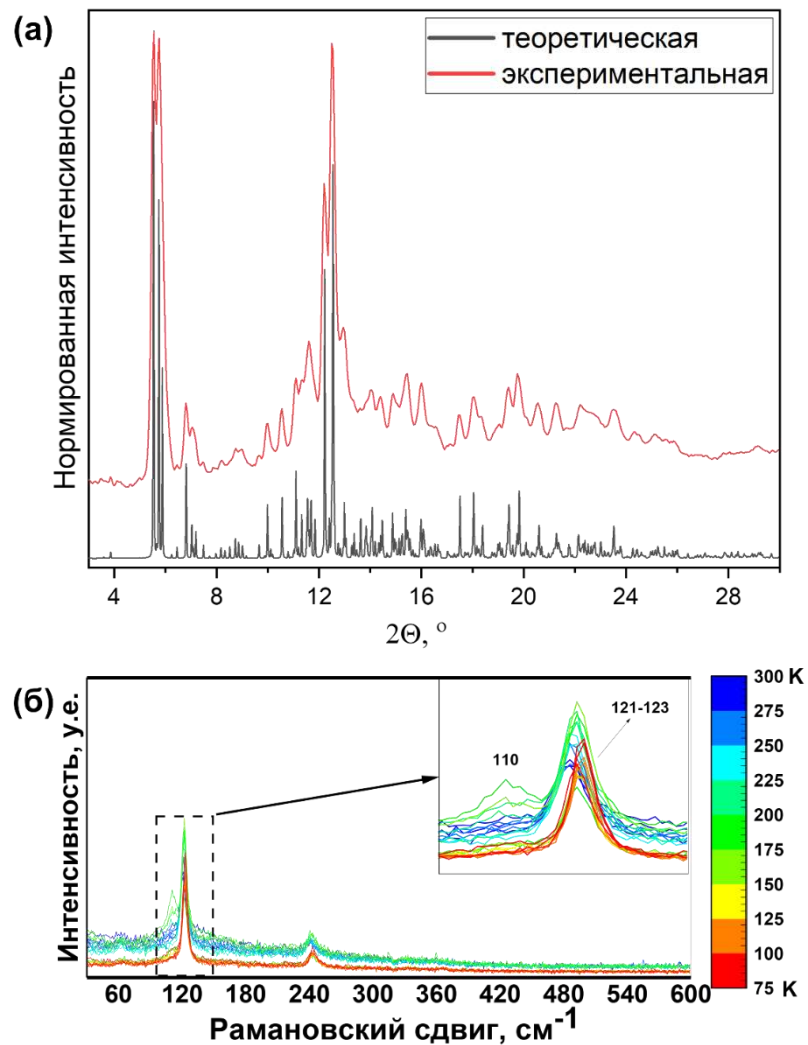 (а)
теоретическая
экспериментальная
Нормированная интенсивность
4 8 12 16 20 24 28
2Θ, °
(б)
Интенсивность, у.е.
110
121-123
60 120 180 240 300 360 420 480 540 600
Рамановский сдвиг, см-1
300 K
275
250
225
200
175
150
125
100
75 K